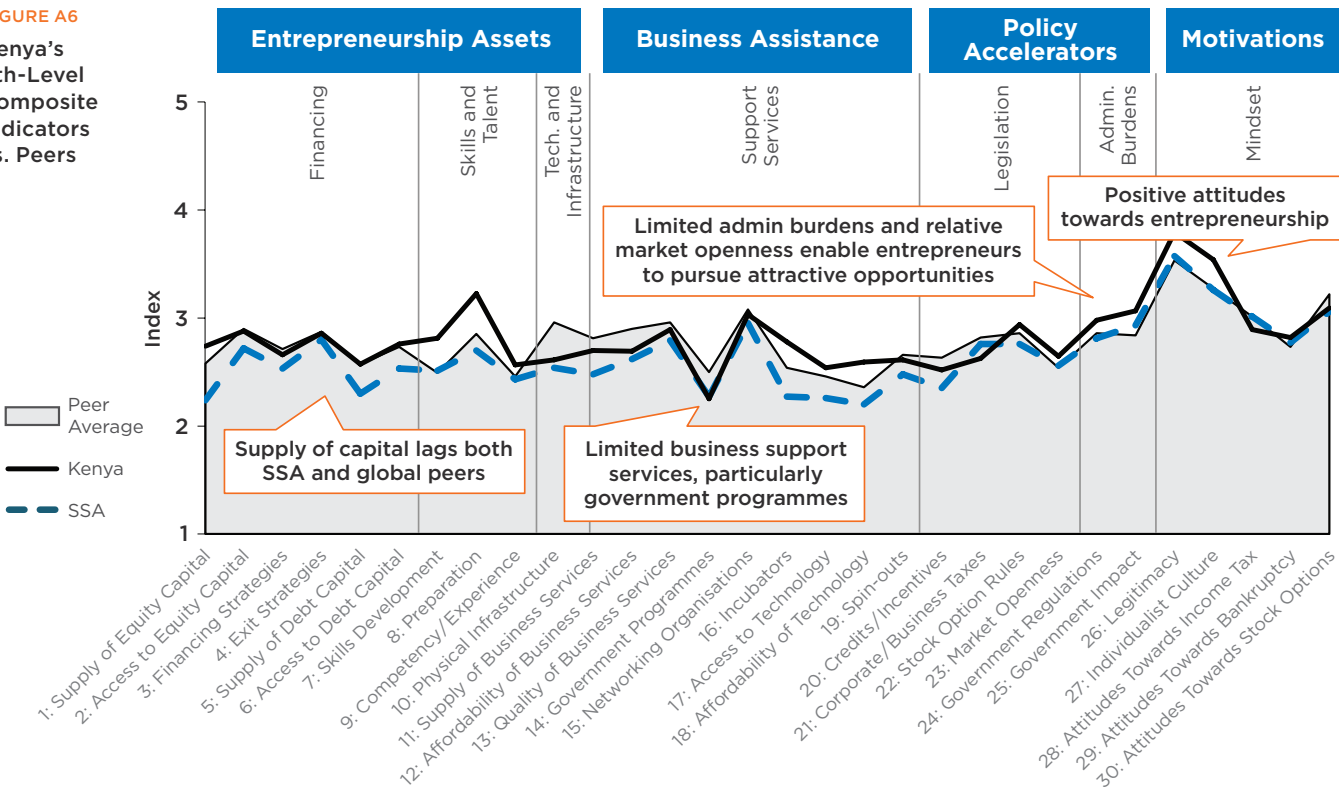 GURE A6
enya's
th-Level
omposite
dicators
s. Peers
Entrepreneurship Assets
Business Assistance
Policy
Accelerators
Motivations
Financing
Skills and
Talent
Tech. and
Infrastructure
Support
Services
Legislation
Admin.
Burdens
Mindset
Index
5
4
3
2
1
Positive attitudes
towards entrepreneurship
Limited admin burdens and relative
market openness enable entrepreneurs
to pursue attractive opportunities
Supply of capital lags both
SSA and global peers
Limited business support
services, particularly
government programmes
Peer
Average
Kenya
SSA
1: Supply of Equity Capital
2: Access to Equity Capital
3: Financing Strategies
4: Exit Strategies
5: Supply of Debt Capital
6: Access to Debt Capital
7: Skills Development
8: Preparation
9: Competency/Experience
10: Physical Infrastructure
11: Supply of Business Services
12: Affordability of Business Services
13: Quality of Business Services
14: Government Programmes
15: Networking Organisations
16: Incubators
17: Access to Technology
18: Affordability of Technology
19: Spin-outs
20: Credits/Incentives
21: Corporate/Business Taxes
22: Stock Option Rules
23: Market Openness
24: Government Regulations
25: Government Impact
26: Legitimacy
27: Individualist Culture
28: Attitudes Towards Income Tax
29: Attitudes Towards Bankruptcy
30: Attitudes Towards Stock Options